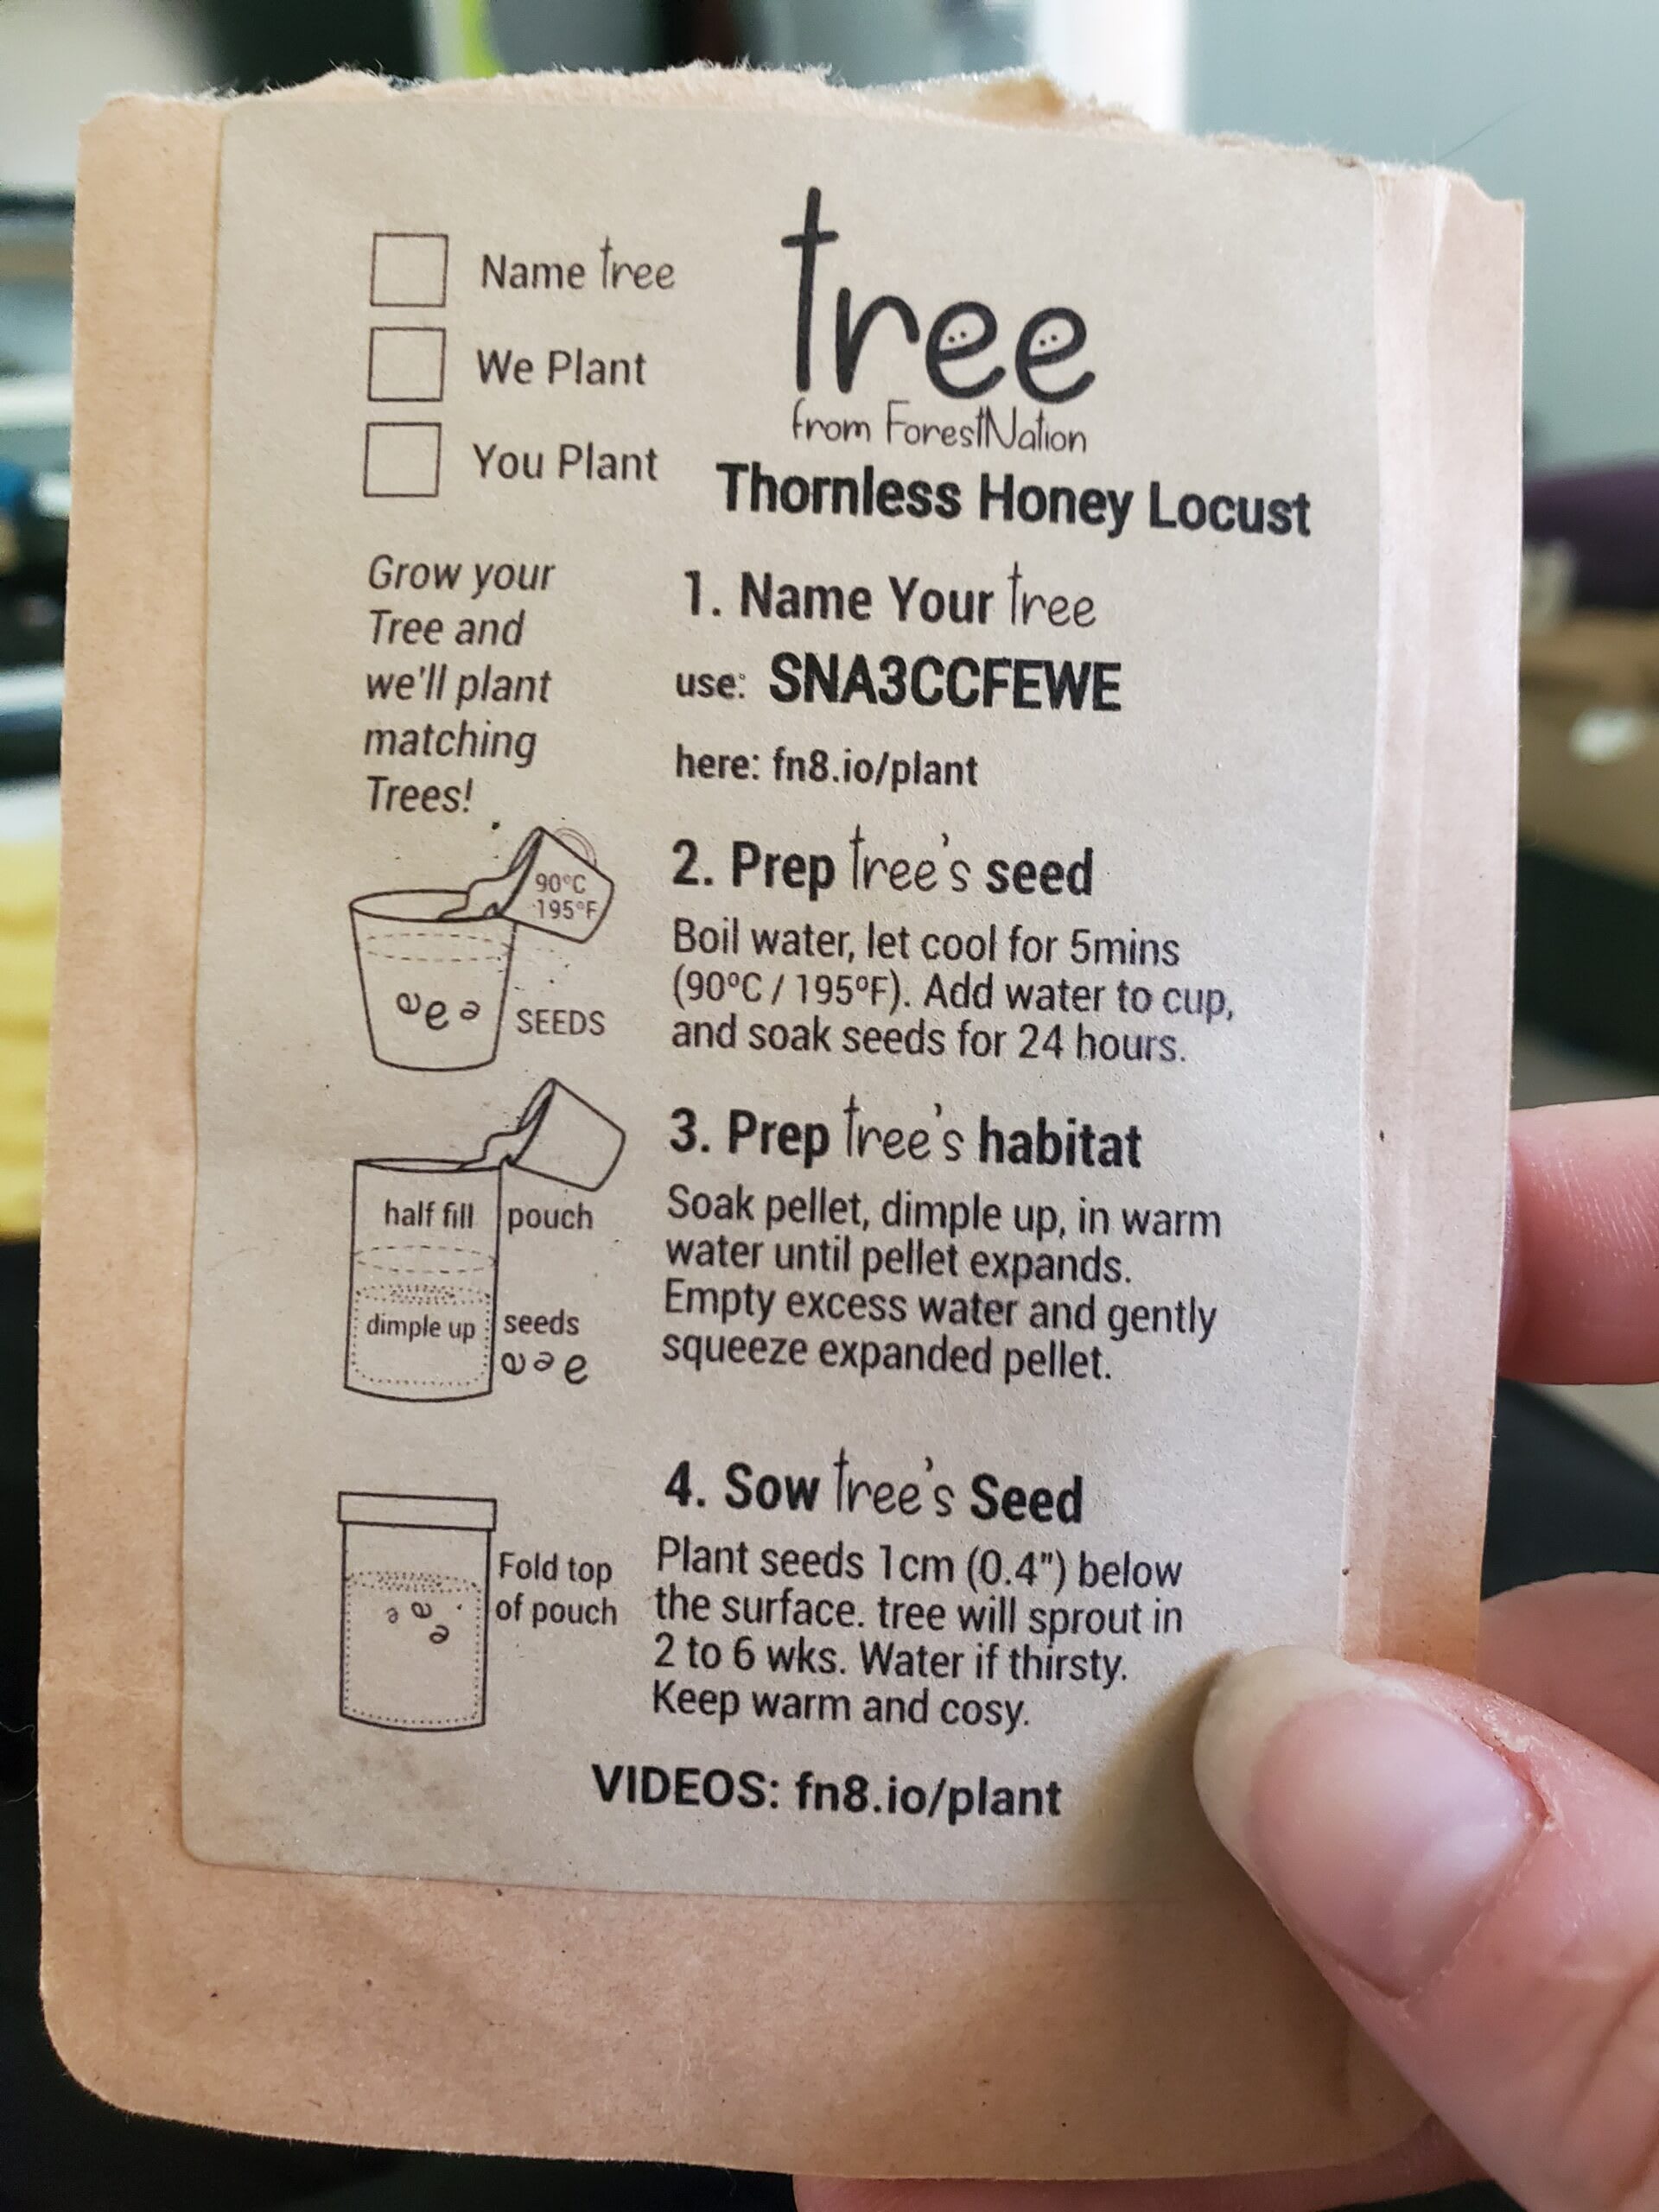 Name tree
We Plant
You Plant
tree
from ForestNation
Thornless Honey Locust
Grow your
Tree and
we'll plant
matching
Trees!
1. Name Your tree
use: SNA3CCFEWE
here: fn8.io/plant
90ºC
195ºF
SEEDS
2. Prep tree's seed
Boil water, let cool for 5mins
(90ºC / 195ºF). Add water to cup,
and soak seeds for 24 hours.
half fill pouch
dimple up seeds
3. Prep tree's habitat
Soak pellet, dimple up, in warm
water until pellet expands.
Empty excess water and gently
squeeze expanded pellet.
Fold top
of pouch
4. Sow tree's Seed
Plant seeds 1cm (0.4") below
the surface. tree will sprout in
2 to 6 wks. Water if thirsty.
Keep warm and cosy.
VIDEOS: fn8.io/plant